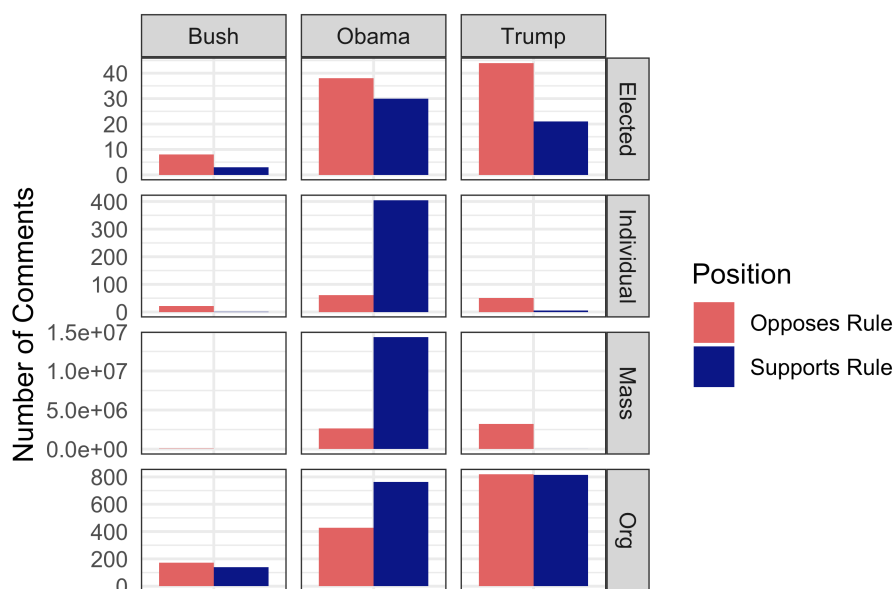 Bush Obama Trump
Number of Comments
40
30
20
10
0
Elected
400
300
200
100
0
Individual
1.5e+07
1.0e+07
5.0e+06
0.0e+00
Mass
800
600
400
200
0
Org
Position
Opposes Rule
Supports Rule